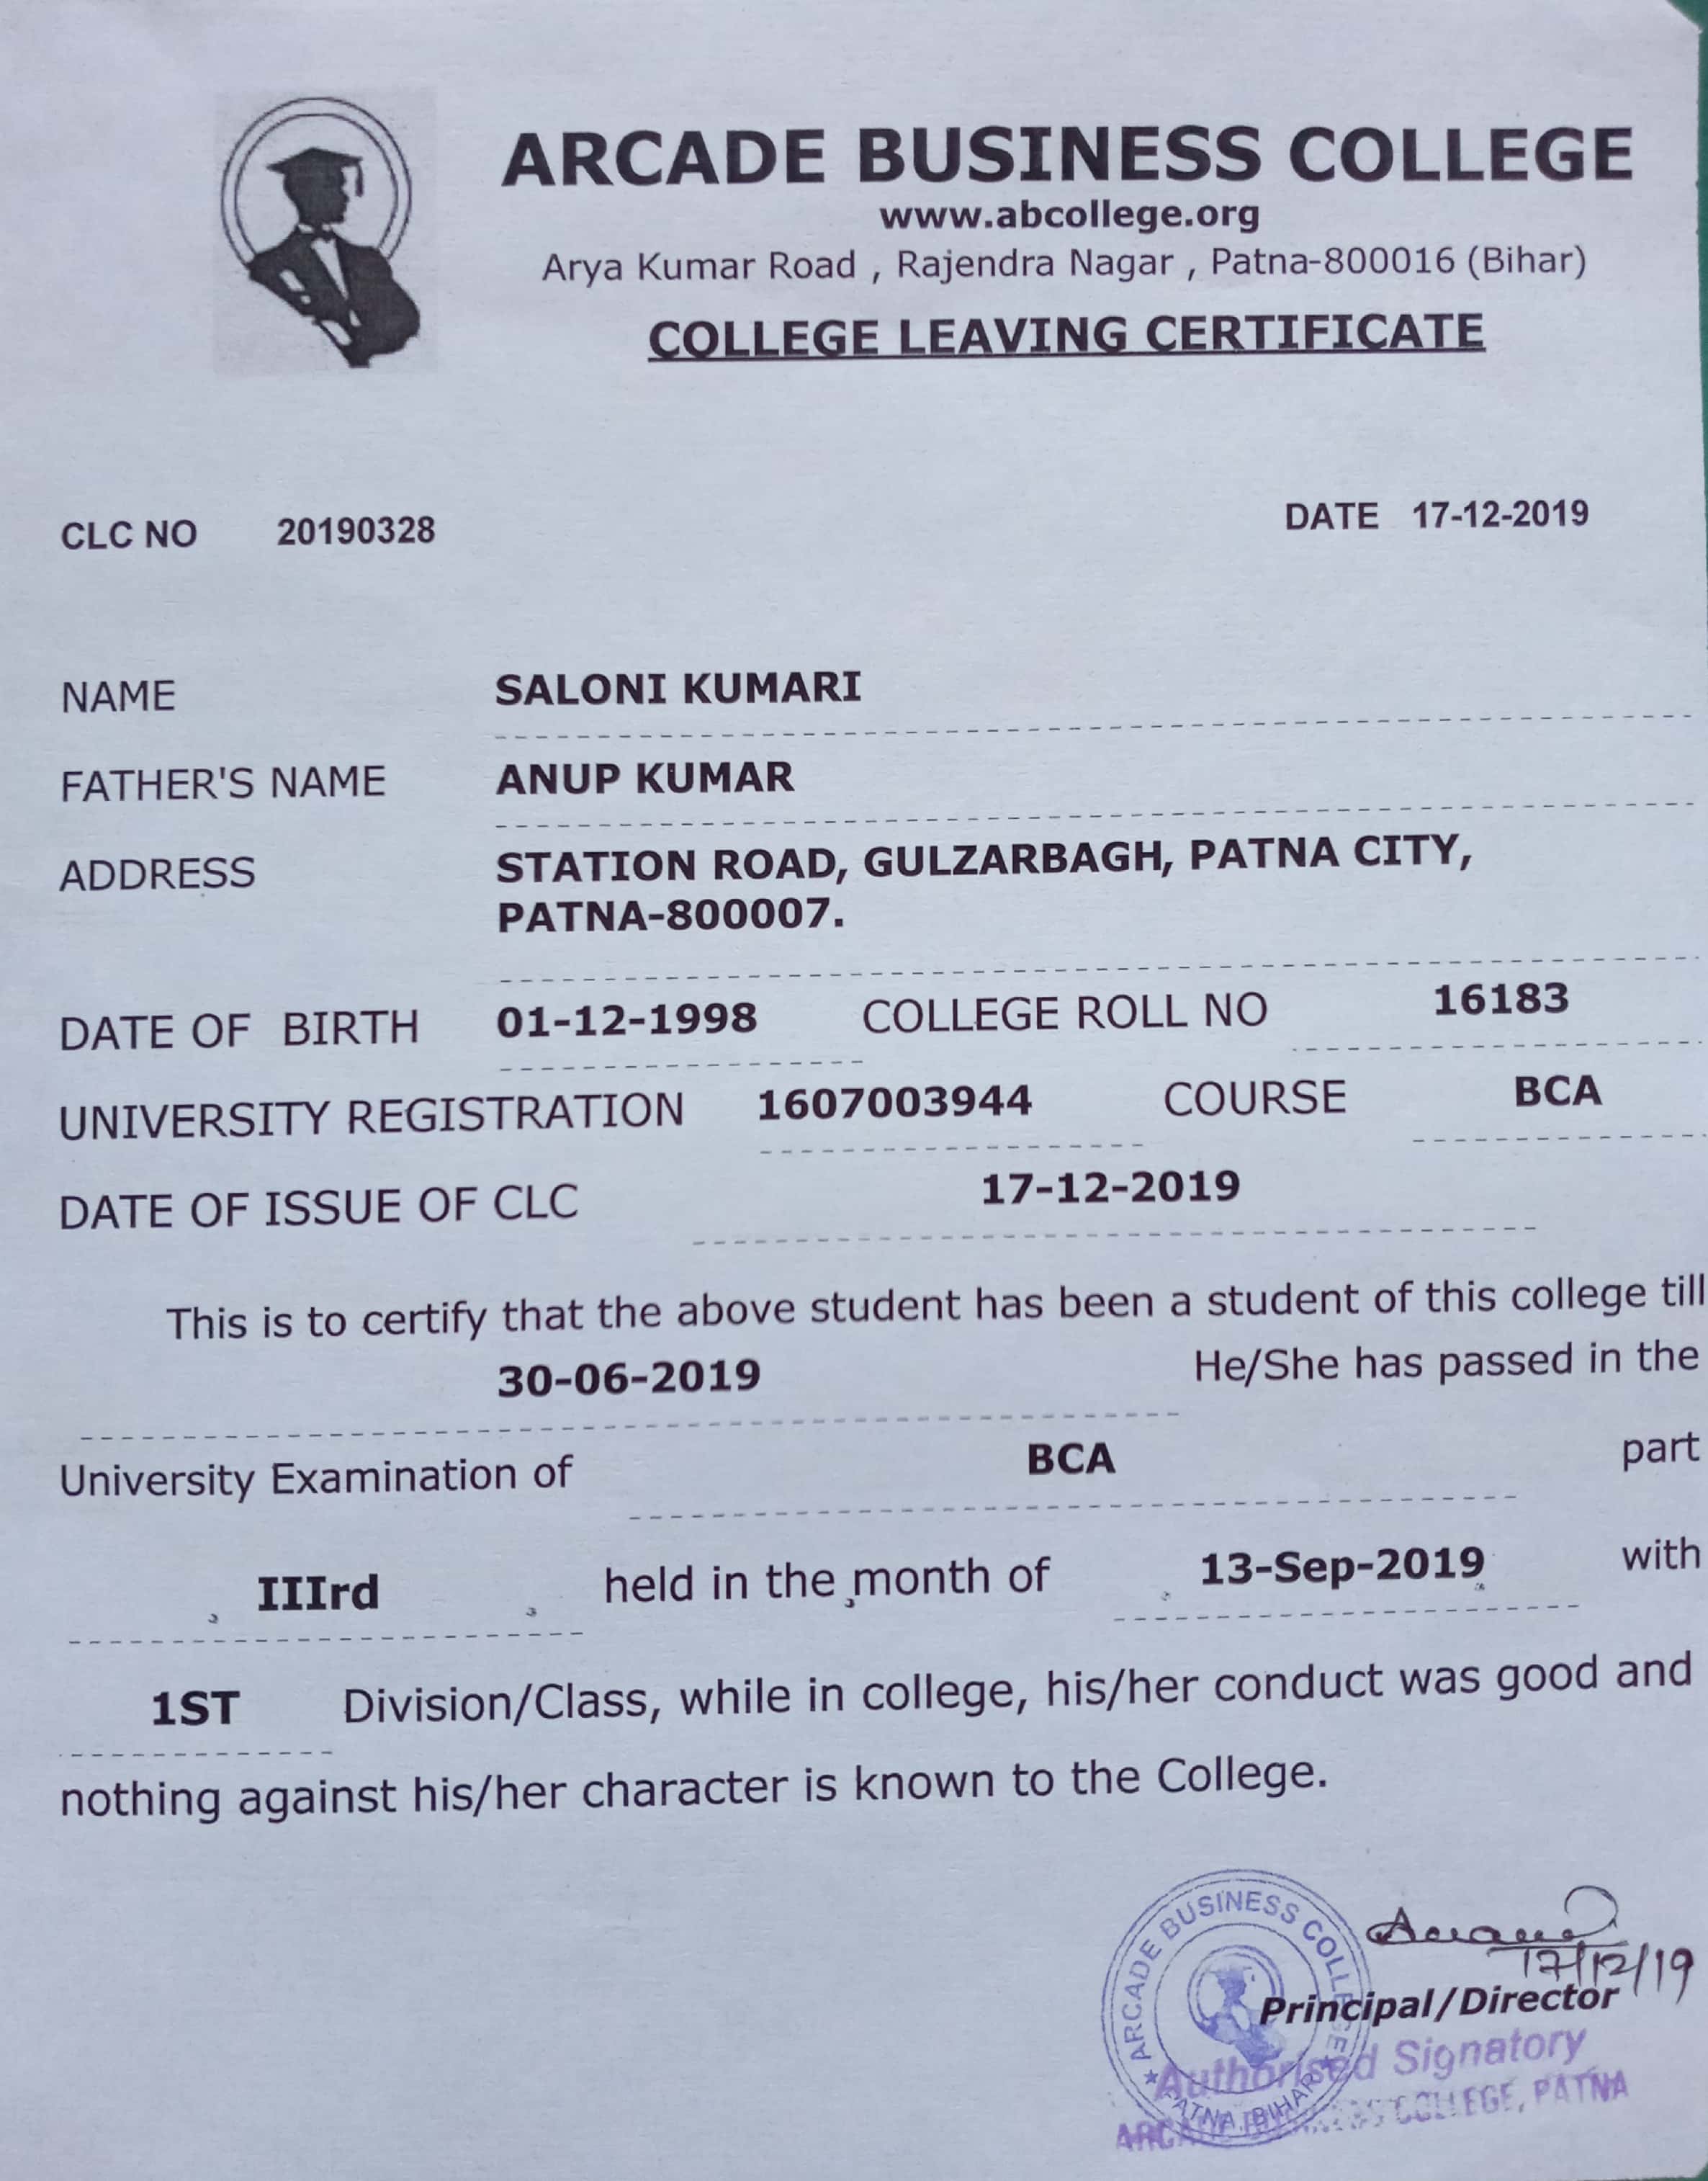 ARCADE BUSINESS COLLEGE
www.abcollege.org
Arya Kumar Road , Rajendra Nagar , Patna-800016 (Bihar)
COLLEGE LEAVING CERTIFICATE
CLC NO 20190328 DATE 17-12-2019
NAME SALONI KUMARI
FATHER'S NAME ANUP KUMAR
ADDRESS STATION ROAD, GULZARBAGH, PATNA CITY,
PATNA-800007.
DATE OF BIRTH 01-12-1998 COLLEGE ROLL NO 16183
UNIVERSITY REGISTRATION 1607003944 COURSE BCA
DATE OF ISSUE OF CLC 17-12-2019
This is to certify that the above student has been a student of this college till
30-06-2019 He/She has passed in the
University Examination of BCA part
IIIrd held in the month of 13-Sep-2019 with
1ST Division/Class, while in college, his/her conduct was good and
nothing against his/her character is known to the College.
17/12/19
Principal/Director
ARCADE BUSINESS COLLEGE
PATNA, BIHAR
Authorised Signatory
ARCADE BUSINESS COLLEGE, PATNA